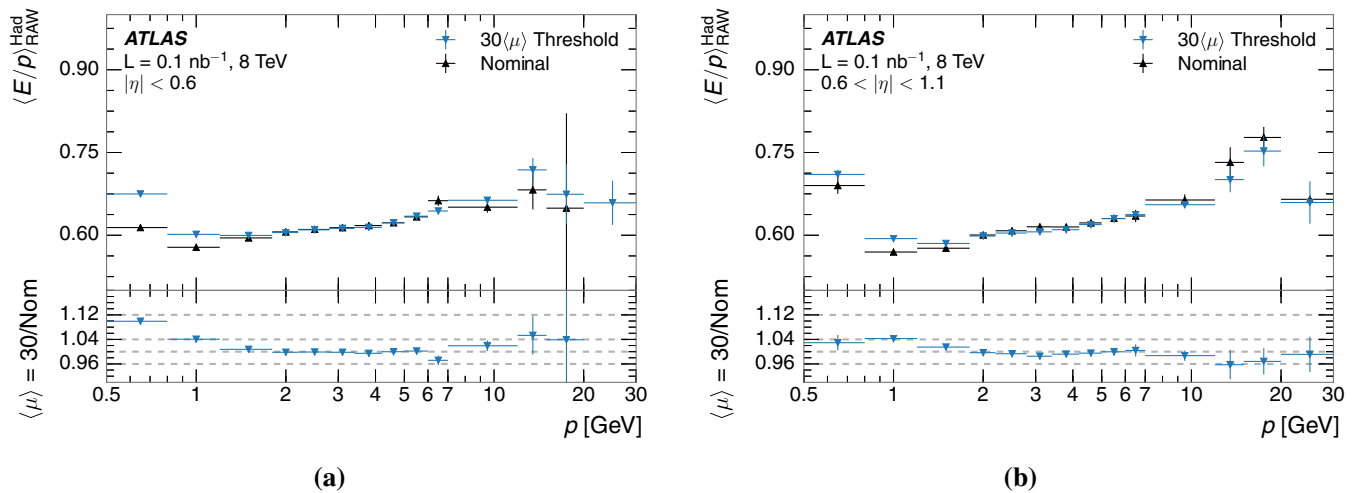 ⟨E/p⟩Had RAW
0.90
0.75
0.60
ATLAS
L = 0.1 nb−1, 8 TeV
|η| < 0.6
30⟨μ⟩ Threshold
Nominal
⟨μ⟩ = 30/Nom
1.12
1.04
0.96
0.5 1 2 3 4 5 6 7 10 20 30
p [GeV]
(a)
⟨E/p⟩Had RAW
0.90
0.75
0.60
ATLAS
L = 0.1 nb−1, 8 TeV
0.6 < |η| < 1.1
30⟨μ⟩ Threshold
Nominal
⟨μ⟩ = 30/Nom
1.12
1.04
0.96
0.5 1 2 3 4 5 6 7 10 20 30
p [GeV]
(b)